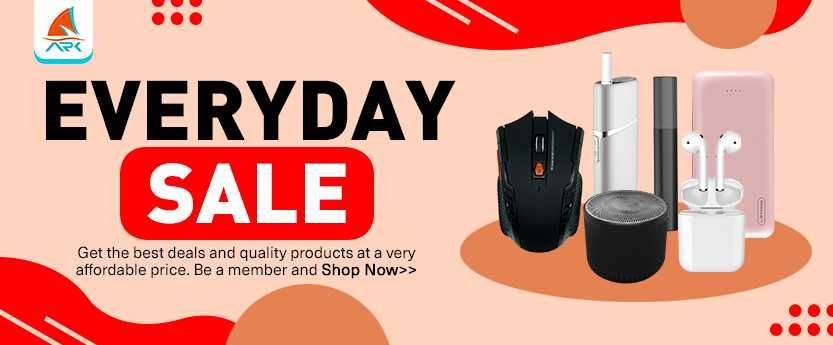 ARK
EVERYDAY
SALE
Get the best deals and quality products at a very
affordable price. Be a member and Shop Now>>